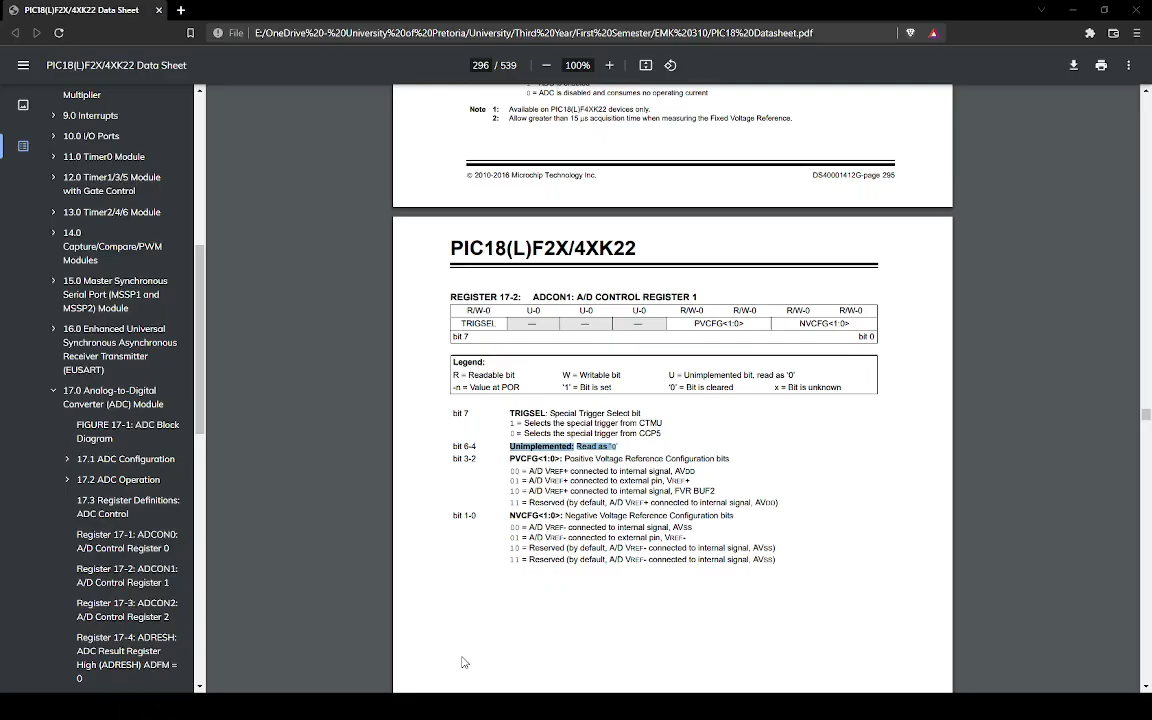 PIC18(L)F2X/4XK22 Data Sheet
File E:/OneDrive%20-%20University%20of%20Pretoria/University/Third%20Year/First%20Semester/EMK%20310/PIC18%20Datasheet.pdf
PIC18(L)F2X/4XK22 Data Sheet
296 / 539
100%
Multiplier
9.0 Interrupts
10.0 I/O Ports
11.0 Timer0 Module
12.0 Timer1/3/5 Module
with Gate Control
13.0 Timer2/4/6 Module
14.0
Capture/Compare/PWM
Modules
15.0 Master Synchronous
Serial Port (MSSP1 and
MSSP2) Module
16.0 Enhanced Universal
Synchronous Asynchronous
Receiver Transmitter
(EUSART)
17.0 Analog-to-Digital
Converter (ADC) Module
FIGURE 17-1: ADC Block
Diagram
17.1 ADC Configuration
17.2 ADC Operation
17.3 Register Definitions:
ADC Control
Register 17-1: ADCON0:
A/D Control Register 0
Register 17-2: ADCON1:
A/D Control Register 1
Register 17-3: ADCON2:
A/D Control Register 2
Register 17-4: ADRESH:
ADC Result Register
High (ADRESH) ADFM =
0
0 = ADC is disabled and consumes no operating current
Note 1: Available on PIC18(L)F4XK22 devices only.
2: Allow greater than 15 µs acquisition time when measuring the Fixed Voltage Reference.
© 2010-2016 Microchip Technology Inc. DS40001412G-page 295
PIC18(L)F2X/4XK22
REGISTER 17-2: ADCON1: A/D CONTROL REGISTER 1
R/W-0 U-0 U-0 U-0 R/W-0 R/W-0 R/W-0 R/W-0
TRIGSEL — — — PVCFG<1:0> NVCFG<1:0>
bit 7 bit 0
Legend:
R = Readable bit W = Writable bit U = Unimplemented bit, read as '0'
-n = Value at POR '1' = Bit is set '0' = Bit is cleared x = Bit is unknown
bit 7 TRIGSEL: Special Trigger Select bit
1 = Selects the special trigger from CTMU
0 = Selects the special trigger from CCP5
bit 6-4 Unimplemented: Read as '0'
bit 3-2 PVCFG<1:0>: Positive Voltage Reference Configuration bits
00 = A/D VREF+ connected to internal signal, AVDD
01 = A/D VREF+ connected to external pin, VREF+
10 = A/D VREF+ connected to internal signal, FVR BUF2
11 = Reserved (by default, A/D VREF+ connected to internal signal, AVDD)
bit 1-0 NVCFG<1:0>: Negative Voltage Reference Configuration bits
00 = A/D VREF- connected to internal signal, AVSS
01 = A/D VREF- connected to external pin, VREF-
10 = Reserved (by default, A/D VREF- connected to internal signal, AVSS)
11 = Reserved (by default, A/D VREF- connected to internal signal, AVSS)